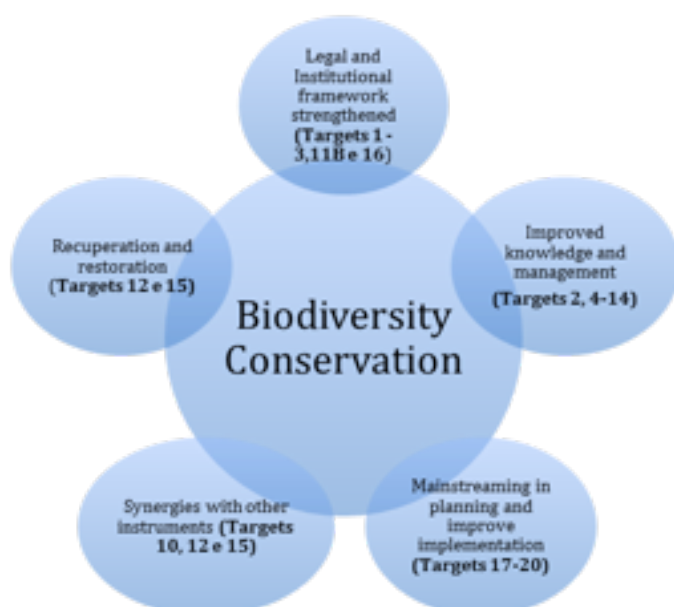 Legal and
Institutional
framework
strengthened
(Targets 1 -
3,11B e 16)
Recuperation and
restoration
(Targets 12 e 15)
Improved
knowledge and
management
(Targets 2, 4-14)
Biodiversity
Conservation
Synergies with other
instruments (Targets
10, 12 e 15)
Mainstreaming in
planning and
improve
implementation
(Targets 17-20)